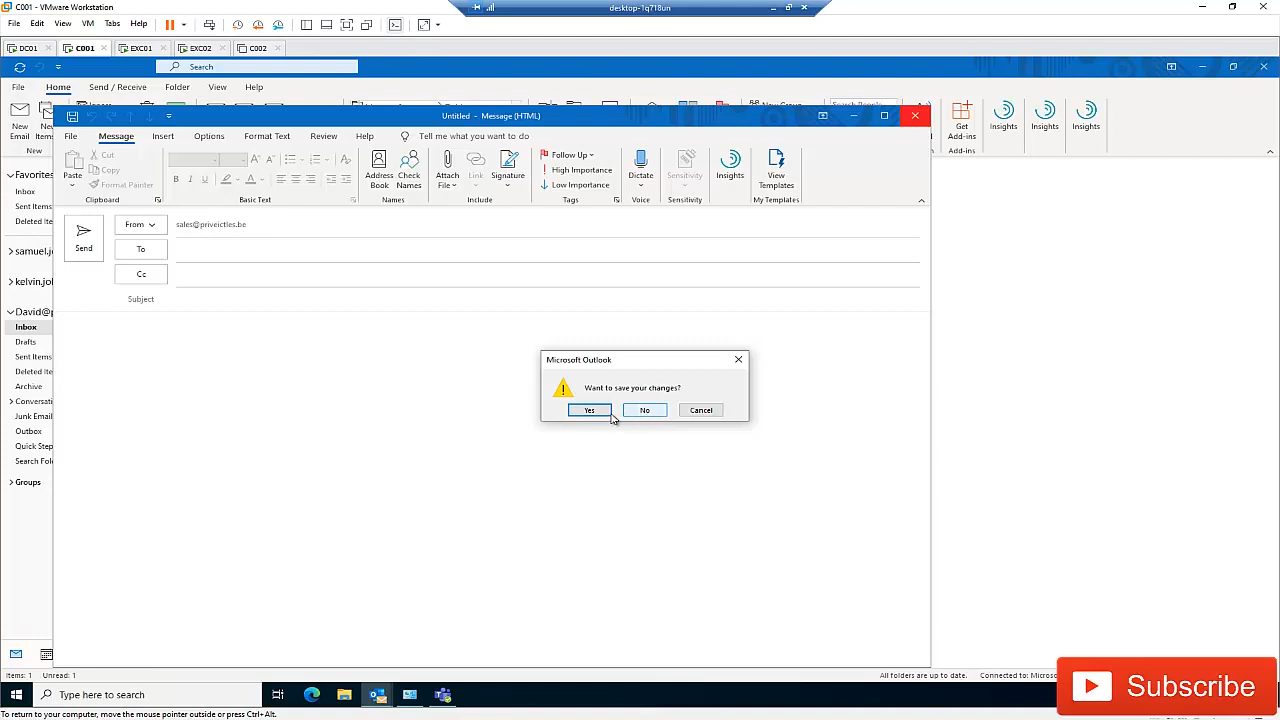 C001 - VMware Workstation
desktop-1q718un
File Edit View VM Tabs Help
DC01 C001 EXC01 EXC02 C002
Search
File Home Send / Receive Folder View Help
New Email
New Items
New
Get Add-ins
Add-ins
Insights Insights Insights
Untitled - Message (HTML)
File Message Insert Options Format Text Review Help Tell me what you want to do
Paste
Cut
Copy
Format Painter
Clipboard
B I U A
Basic Text
Address Book
Check Names
Names
Attach File
Link
Signature
Include
Follow Up
High Importance
Low Importance
Tags
Dictate
Voice
Sensitivity
Sensitivity
Insights
View Templates
My Templates
Favorites
Inbox
Sent Items
Deleted Ite
samuel.j
kelvin.jo
David@p
Inbox
Drafts
Sent Items
Deleted Ite
Archive
Conversati
Junk Email
Outbox
Quick Step
Search Fol
Groups
Send
From
sales@priveictles.be
To
Cc
Subject
Microsoft Outlook
Want to save your changes?
Yes No Cancel
Items: 1 Unread: 1
All folders are up to date. Connected to: Micros
Type here to search
To return to your computer, move the mouse pointer outside or press Ctrl+Alt.
Subscribe